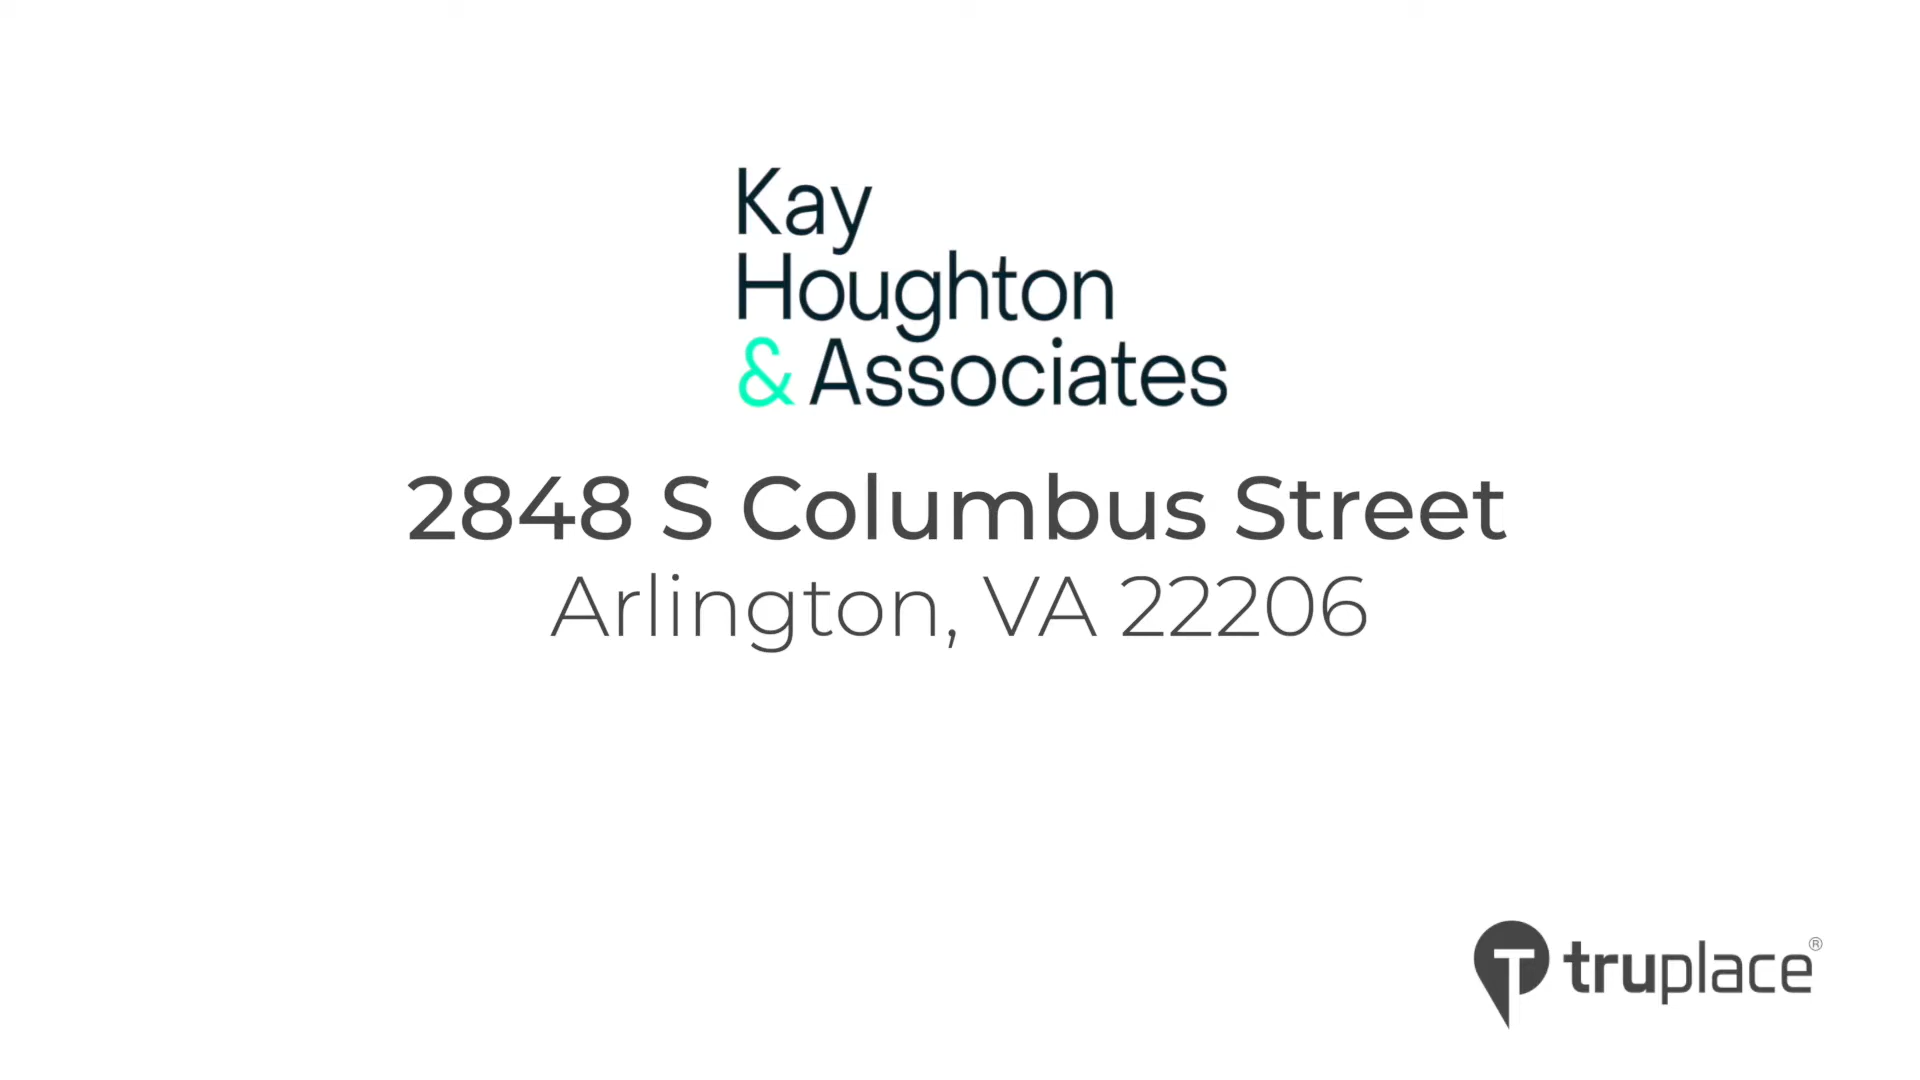 Kay
Houghton
& Associates
2848 S Columbus Street
Arlington, VA 22206
truplace®